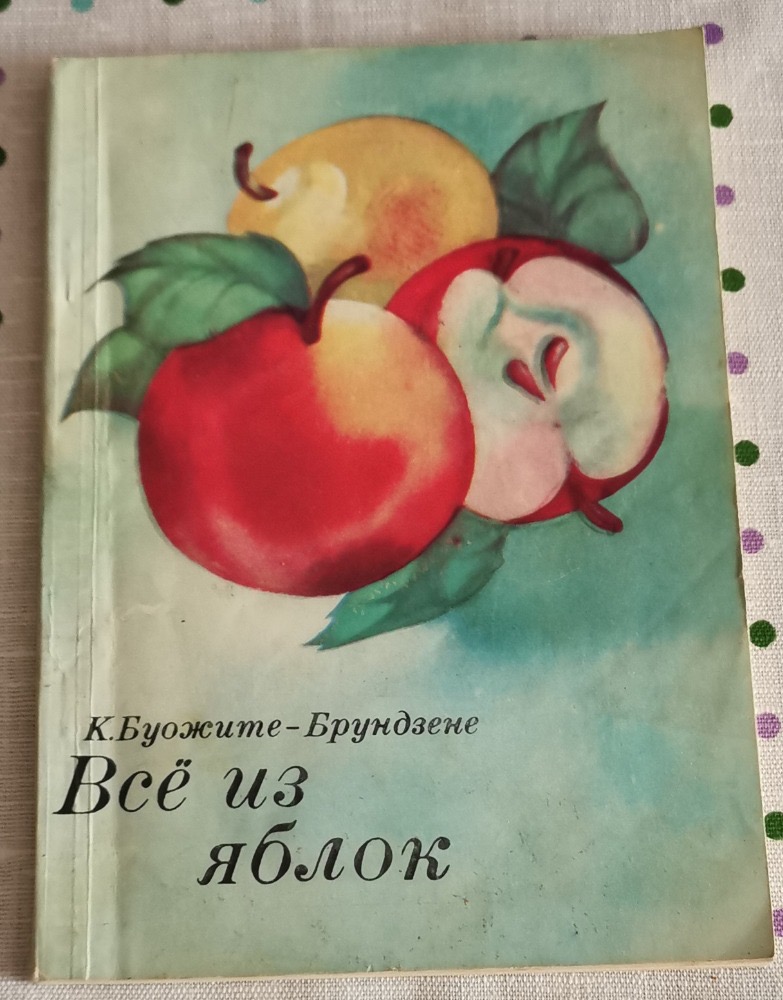 К.Буожите-Брундзене
Всё из
яблок